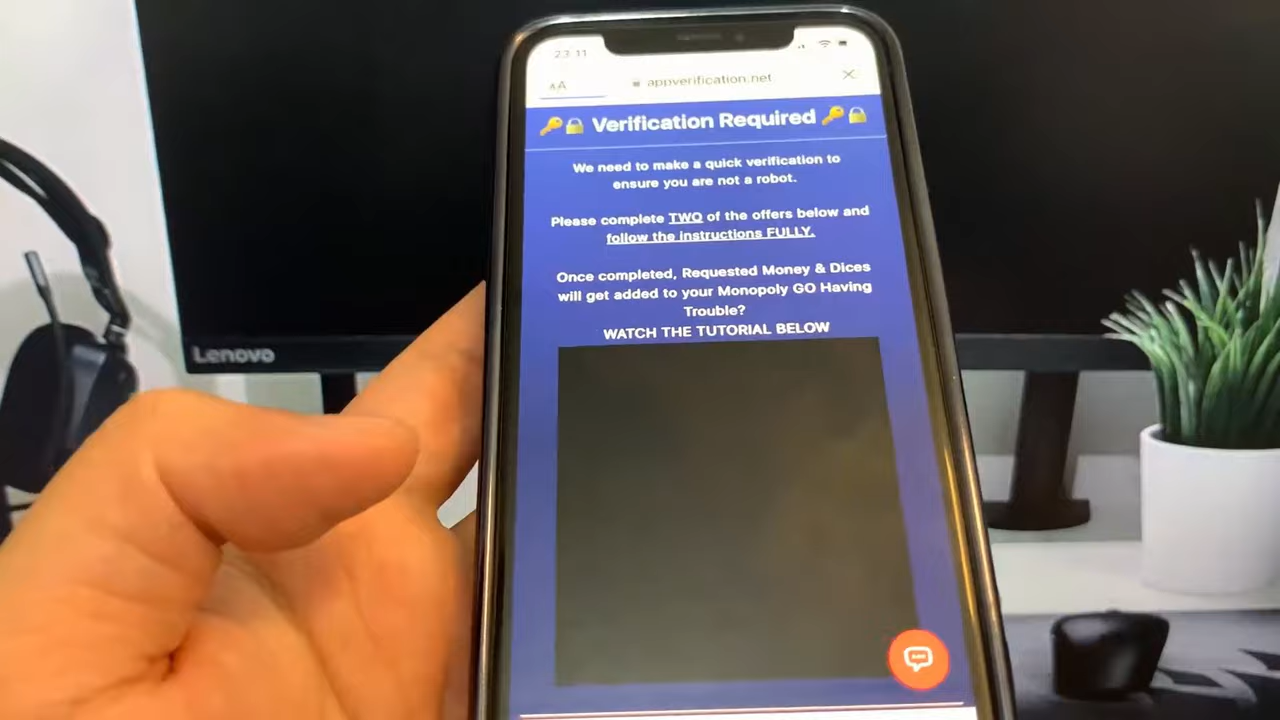 23:11
AA
appverification.net
🔑🔒 Verification Required 🔑🔒
We need to make a quick verification to
ensure you are not a robot.
Please complete TWO of the offers below and
follow the instructions FULLY.
Once completed, Requested Money & Dices
will get added to your Monopoly GO Having
Trouble?
WATCH THE TUTORIAL BELOW
Lenovo